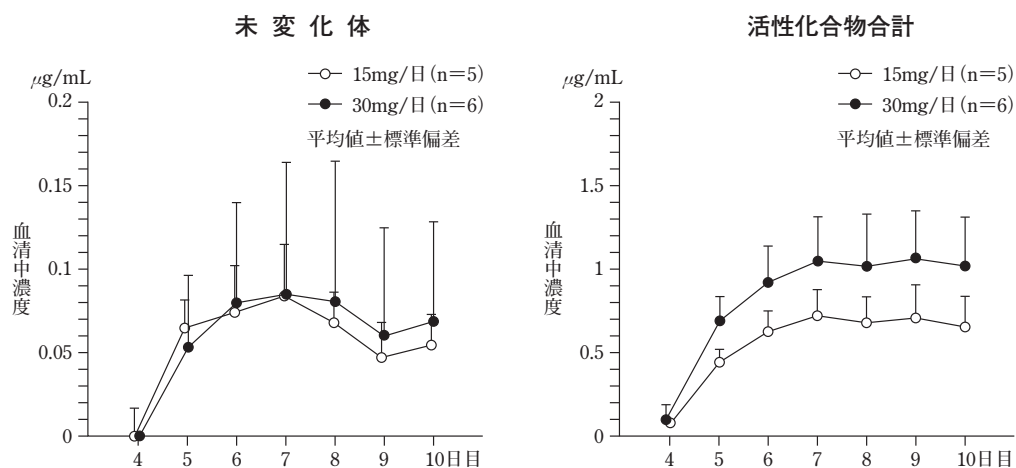 未変化体
μg/mL
15mg/日(n=5)
30mg/日(n=6)
平均値±標準偏差
0.2
0.15
0.1
0.05
0
血清中濃度
4 5 6 7 8 9 10日目
活性化合物合計
μg/mL
15mg/日(n=5)
30mg/日(n=6)
平均値±標準偏差
2
1.5
1
0.5
0
血清中濃度
4 5 6 7 8 9 10日目